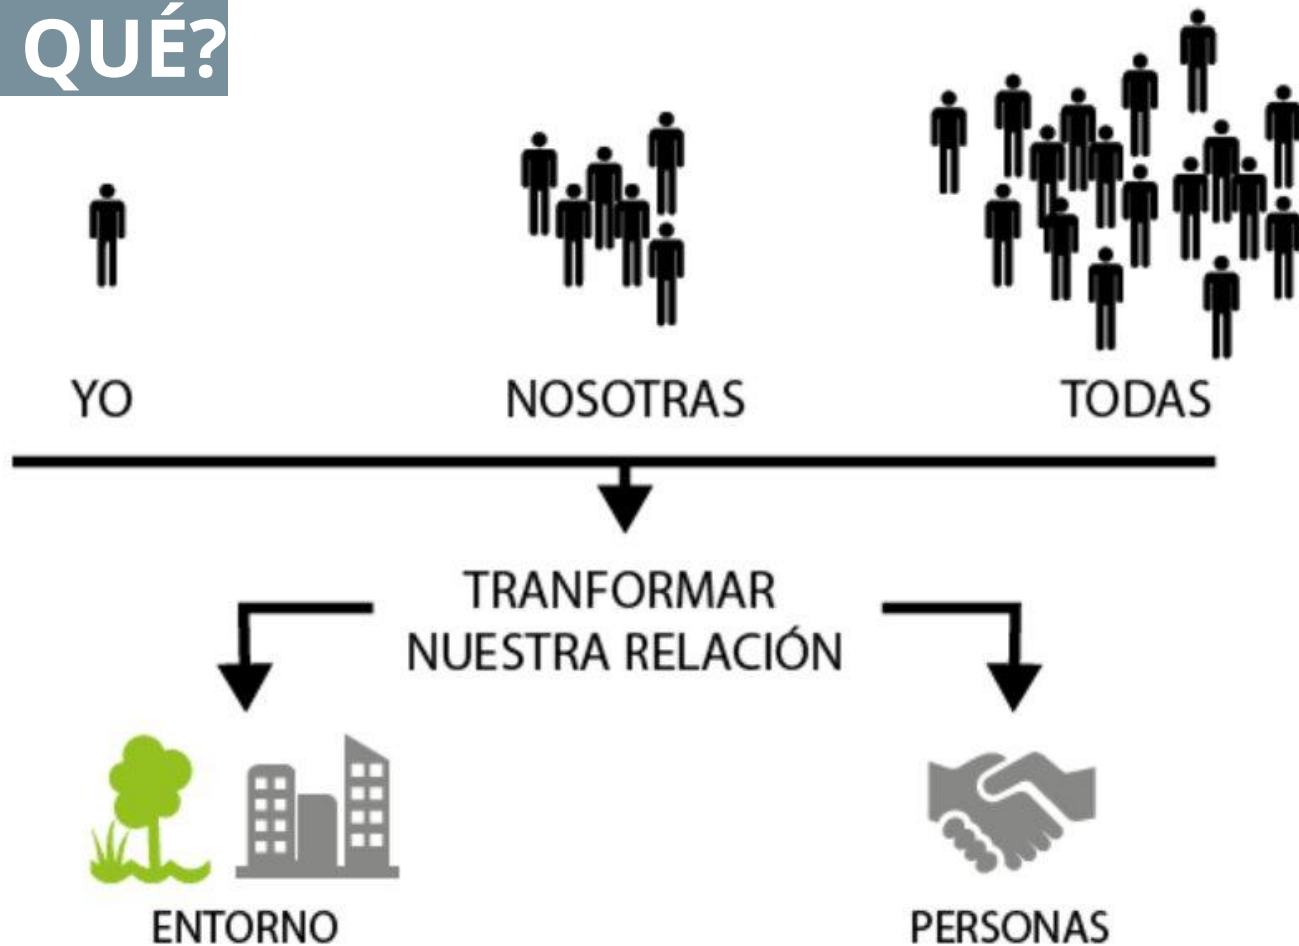 QUÉ?
YO
NOSOTRAS
TODAS
TRANFORMAR
NUESTRA RELACIÓN
ENTORNO
PERSONAS